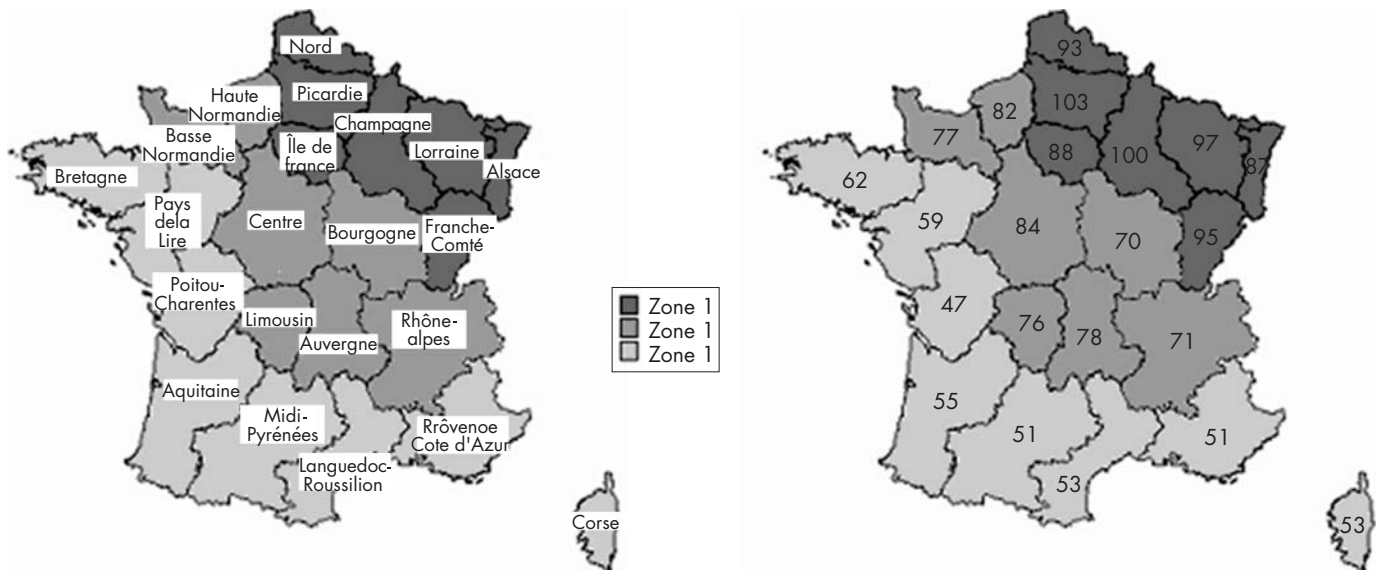 Nord
Haute
Normandie
Picardie
Champagne
Basse
Normandie
Île de
france
Lorraine
Alsace
Bretagne
Pays
dela
Lire
Centre
Bourgogne
Franche-
Comté
Poitou-
Charentes
Limousin
Auvergne
Rhône-
alpes
Aquitaine
Midi-
Pyrénées
Rrôvenoe
Cote d'Azur
Languedoc-
Roussilion
Corse
Zone 1
Zone 1
Zone 1
93
103
82
77
88
100
97
87
62
59
84
70
95
47
76
78
71
55
51
51
53
53